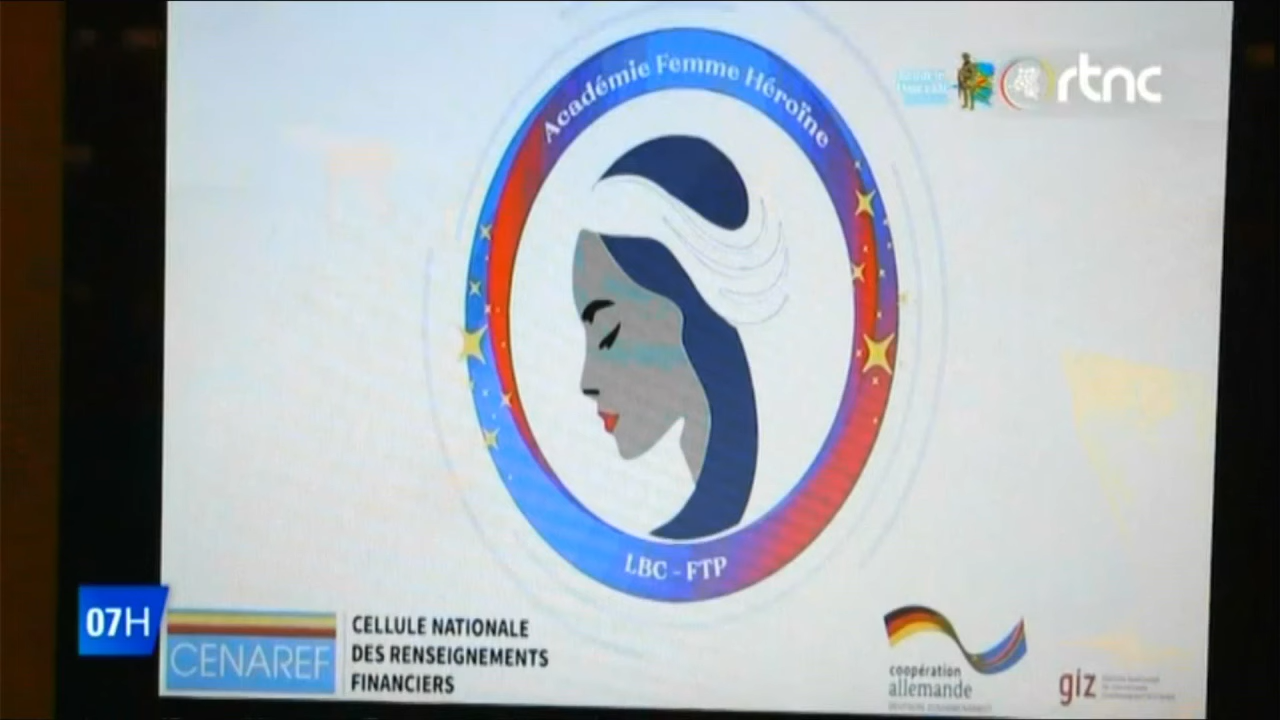 Académie Femme Héroïne
rtnc
LBC - FTP
07H
CENAREF
CELLULE NATIONALE
DES RENSEIGNEMENTS
FINANCIERS
coopération
allemande
giz